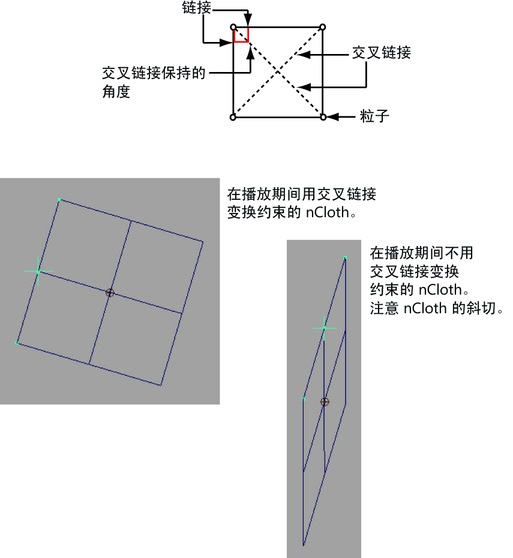 链接
交叉链接保持的
角度
交叉链接
粒子
在播放期间用交叉链接
变换约束的 nCloth。
在播放期间不用
交叉链接变换
约束的 nCloth。
注意 nCloth 的斜切。